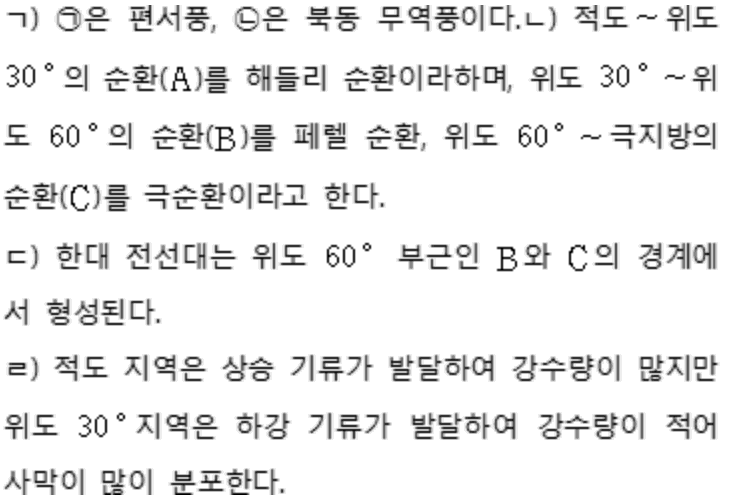 ㄱ) ㉠은 편서풍, ㉡은 북동 무역풍이다.ㄴ) 적도 ~ 위도
30°의 순환(A)를 해들리 순환이라하며, 위도 30° ~위
도 60°의 순환(B)를 페렐 순환, 위도 60° ~극지방의
순환(C)를 극순환이라고 한다.
ㄷ) 한대 전선대는 위도 60° 부근인 B와 C의 경계에
서 형성된다.
ㄹ) 적도 지역은 상승 기류가 발달하여 강수량이 많지만
위도 30°지역은 하강 기류가 발달하여 강수량이 적어
사막이 많이 분포한다.